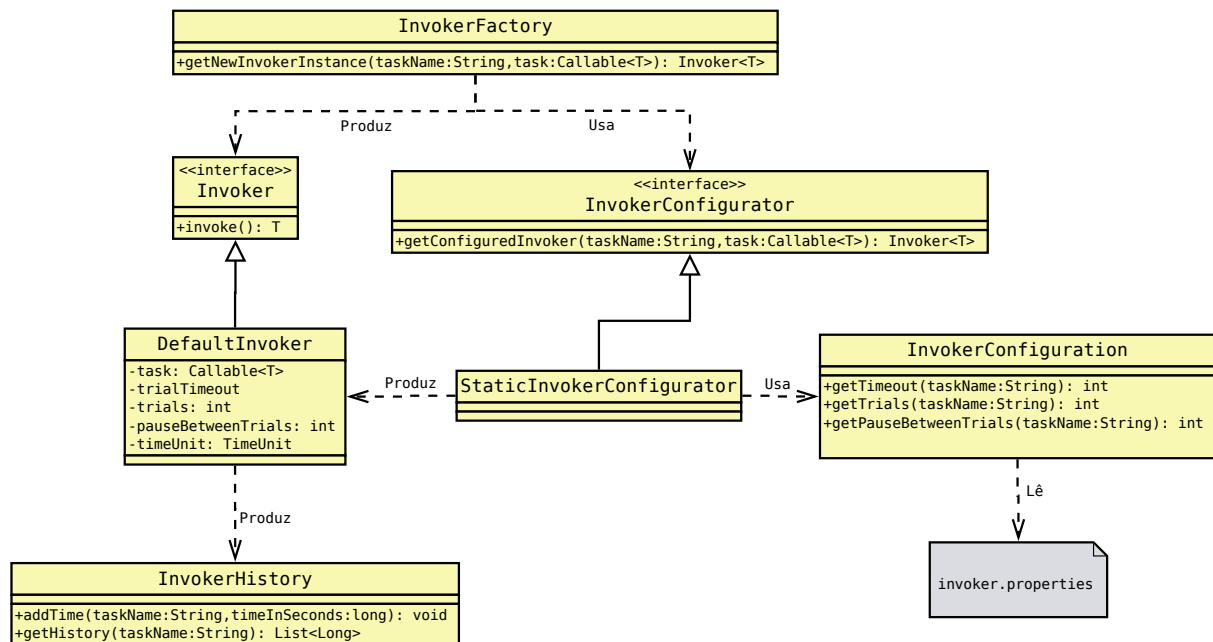 InvokerFactory
+getNewInvokerInstance(taskName:String,task:Callable<T>): Invoker<T>
Produz
Usa
<<interface>>
Invoker
+invoke(): T
<<interface>>
InvokerConfigurator
+getConfiguredInvoker(taskName:String,task:Callable<T>): Invoker<T>
DefaultInvoker
-task: Callable<T>
-trialTimeout
-trials: int
-pauseBetweenTrials: int
-timeUnit: TimeUnit
Produz
StaticInvokerConfigurator
Usa
InvokerConfiguration
+getTimeout(taskName:String): int
+getTrials(taskName:String): int
+getPauseBetweenTrials(taskName:String): int
Produz
Lê
InvokerHistory
+addTime(taskName:String,timeInSeconds:long): void
+getHistory(taskName:String): List<Long>
invoker.properties